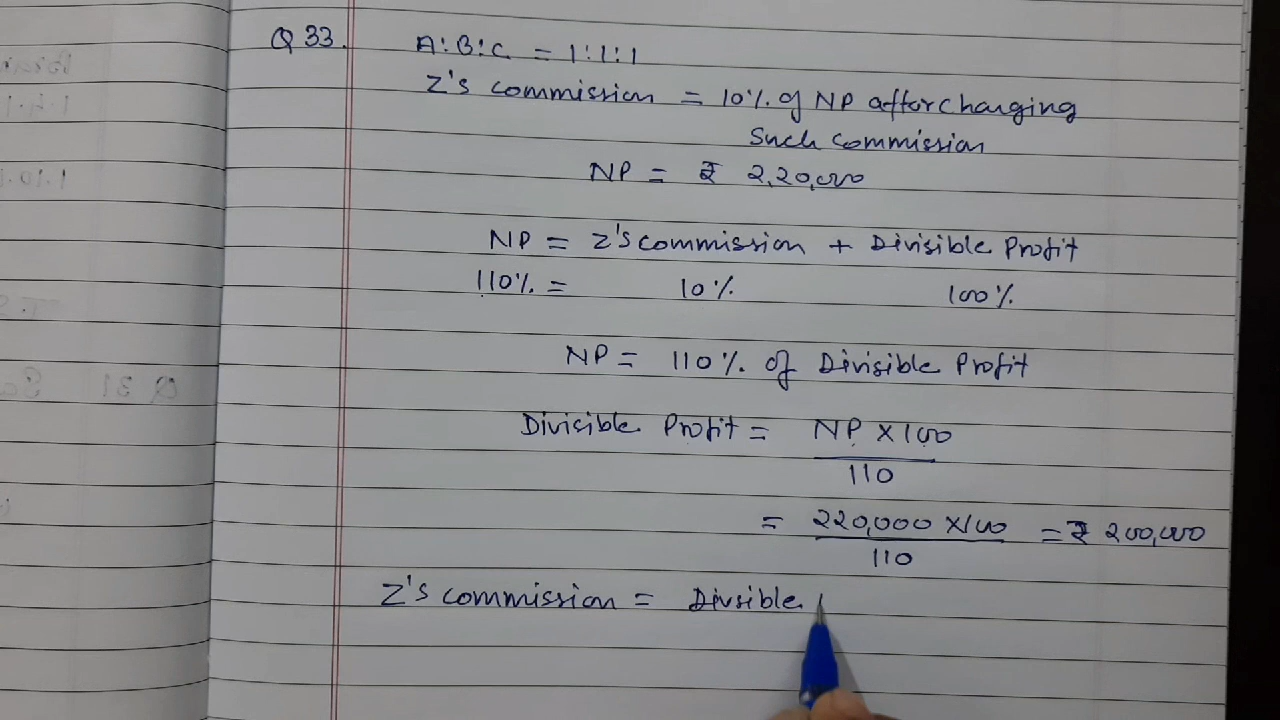 Q 33. A:B:C = 1:1:1
Z's commission = 10% of NP after charging
Such commission
NP = ₹ 2,20,000
NP = Z's commission + Divisible Profit
110% = 10% 100%
NP = 110% of Divisible Profit
Divisible Profit = NP X 100
110
= 220,000 X100 = ₹ 200,000
110
Z's commission = Divsible